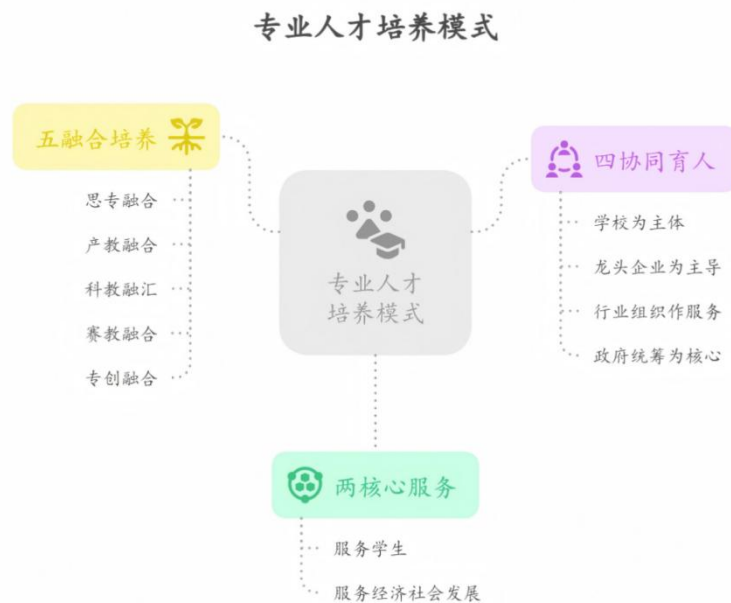 专业人才培养模式
五融合培养
思专融合
产教融合
科教融汇
赛教融合
专创融合
专业人才
培养模式
四协同育人
学校为主体
龙头企业为主导
行业组织作服务
政府统筹为核心
两核心服务
服务学生
服务经济社会发展